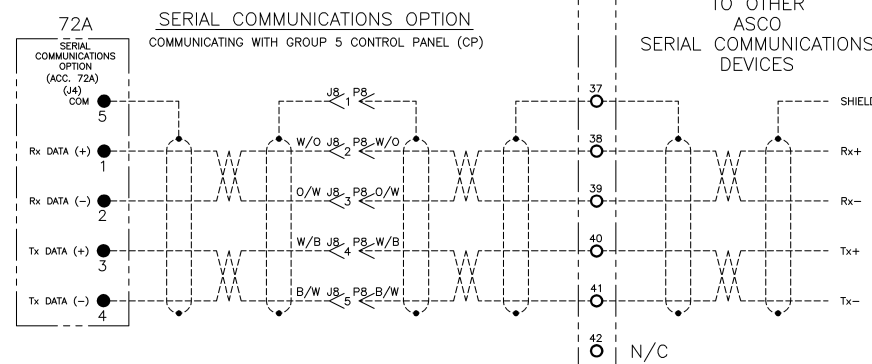 TO OTHER
ASCO
SERIAL COMMUNICATIONS
DEVICES
72A
SERIAL COMMUNICATIONS OPTION
COMMUNICATING WITH GROUP 5 CONTROL PANEL (CP)
SERIAL
COMMUNICATIONS
OPTION
(ACC. 72A)
(J4)
COM
5
J8 1 P8
37
SHIELD
Rx DATA (+)
1
W/O J8 2 P8 W/O
38
Rx+
Rx DATA (-)
2
O/W J8 3 P8 O/W
39
Rx-
Tx DATA (+)
3
W/B J8 4 P8 W/B
40
Tx+
Tx DATA (-)
4
B/W J8 5 P8 B/W
41
Tx-
42
N/C